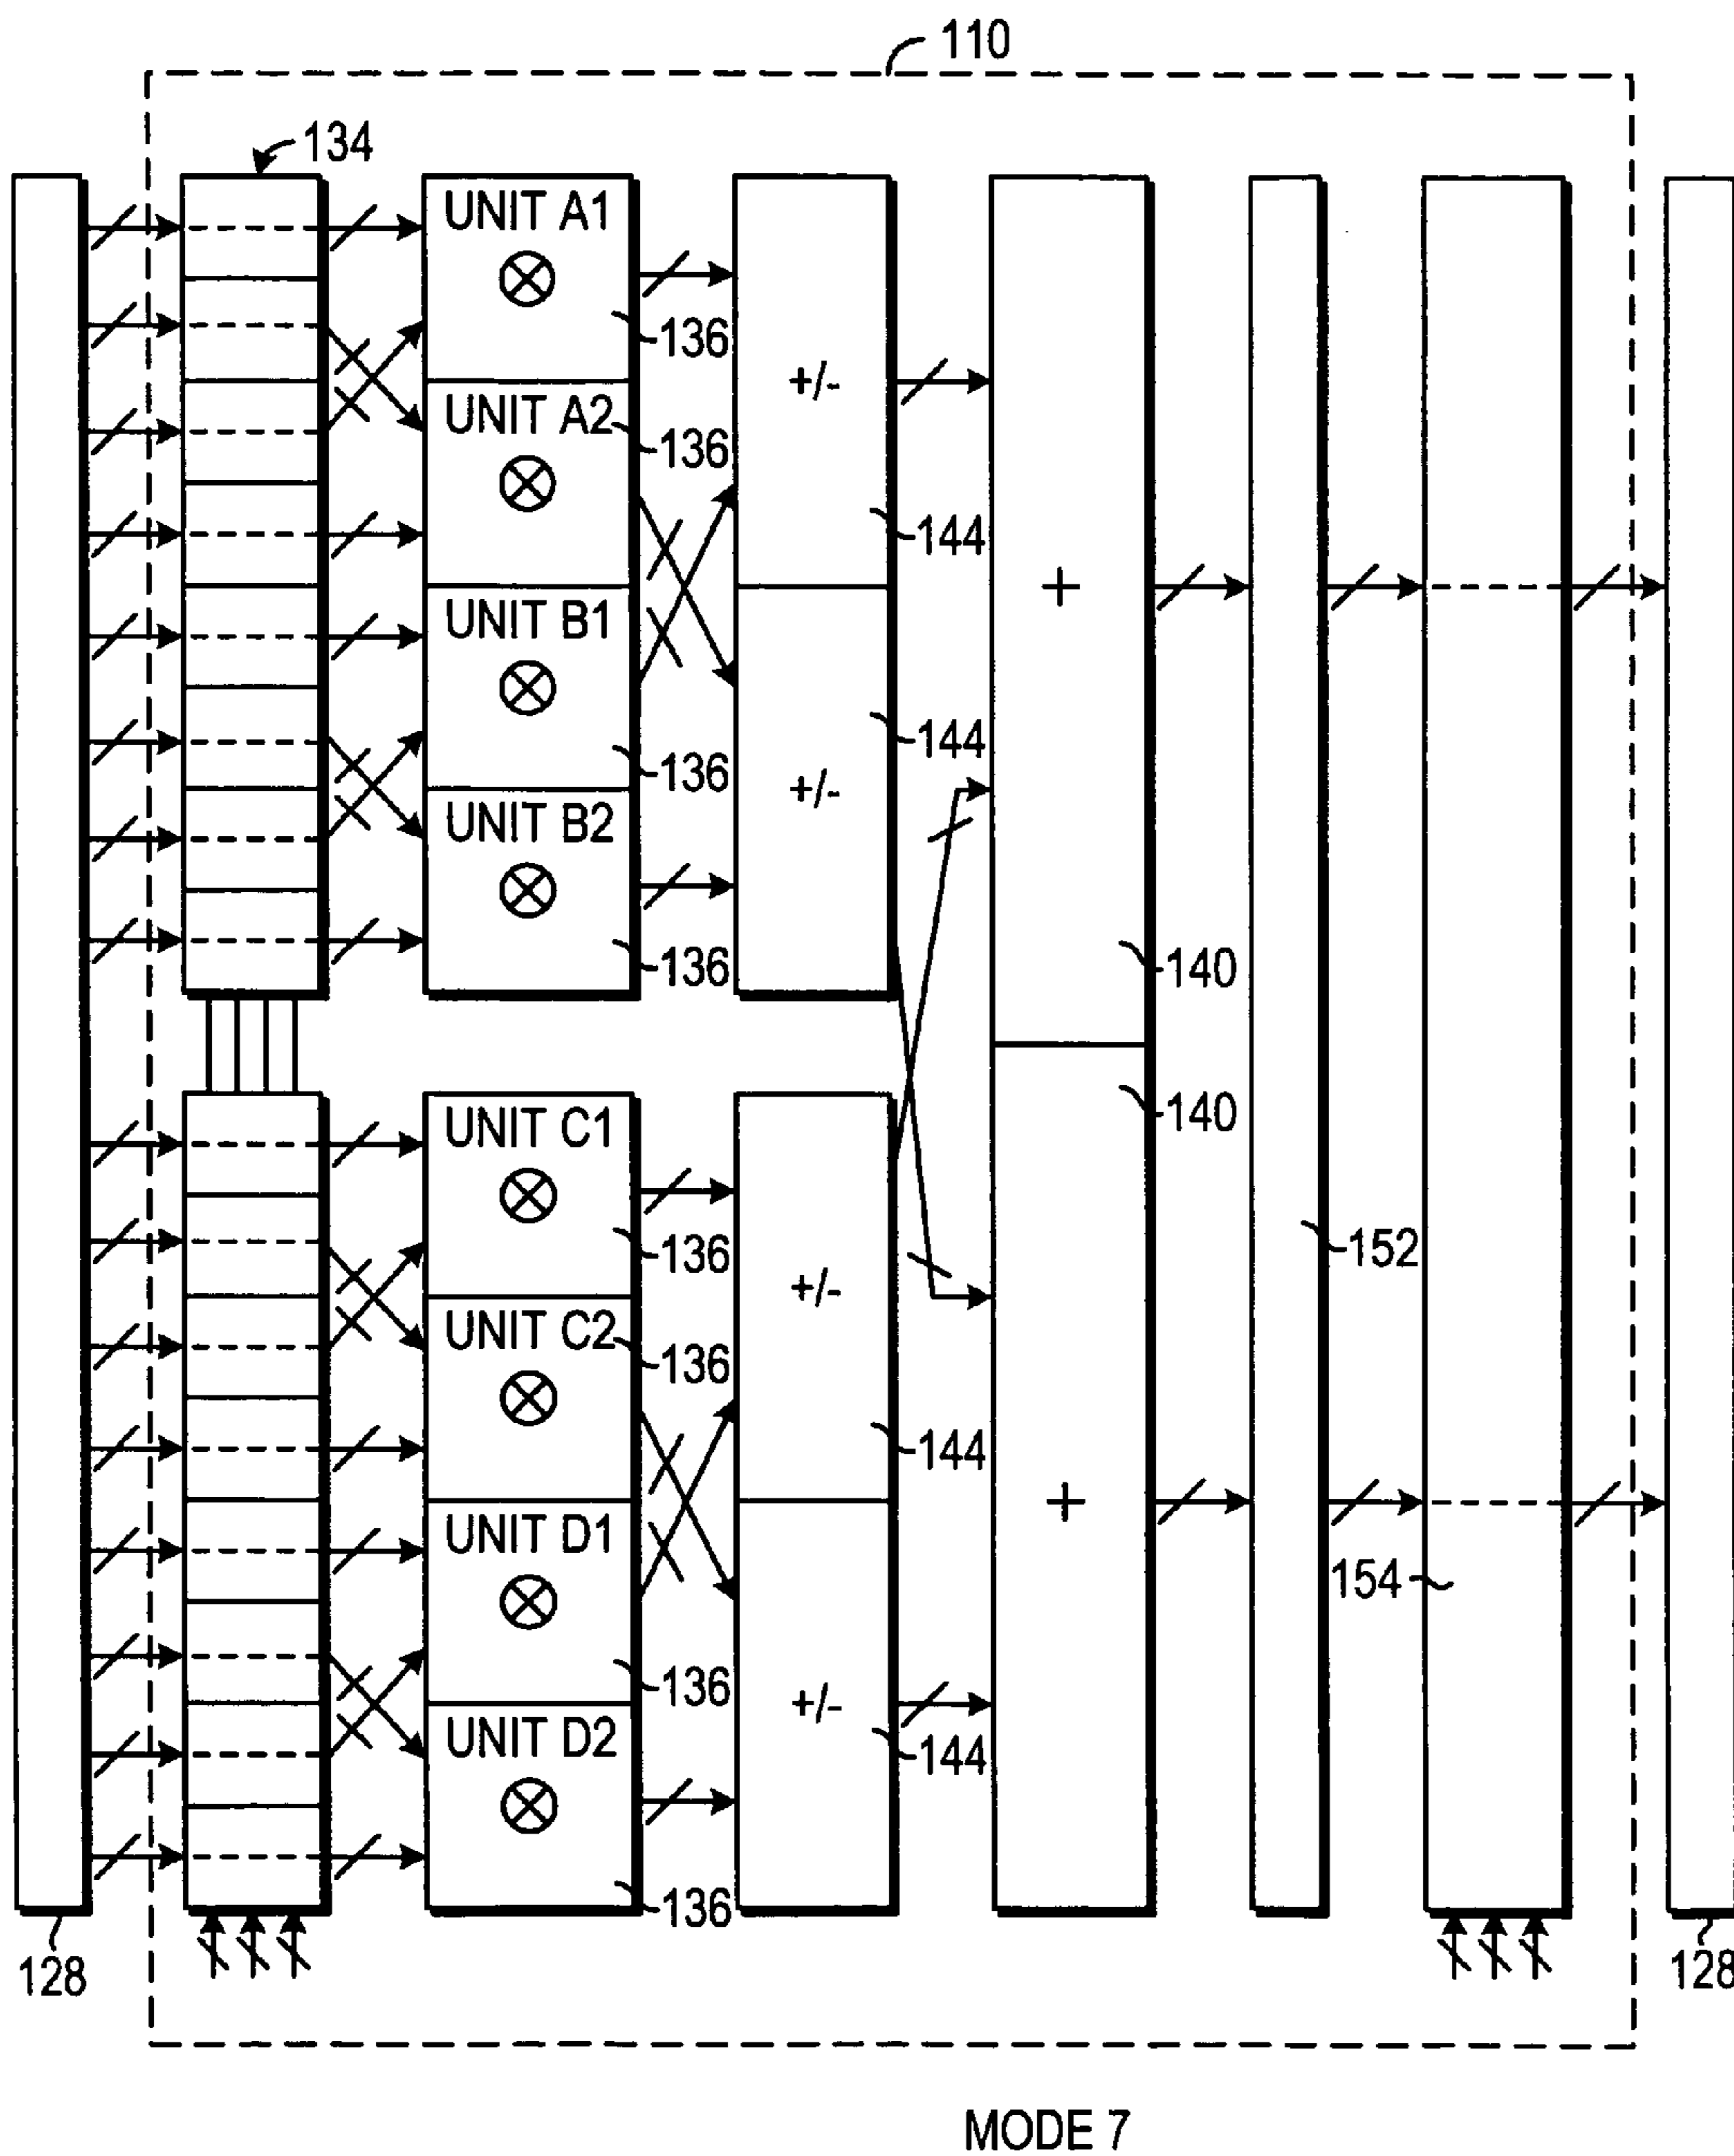 110
134
UNIT A1
136
+/-
UNIT A2
136
144
UNIT B1
+
144
136
+/-
UNIT B2
136
140
UNIT C1
140
136
152
+/-
UNIT C2
136
144
UNIT D1
+
154
136
+/-
UNIT D2
144
136
128
128
MODE 7